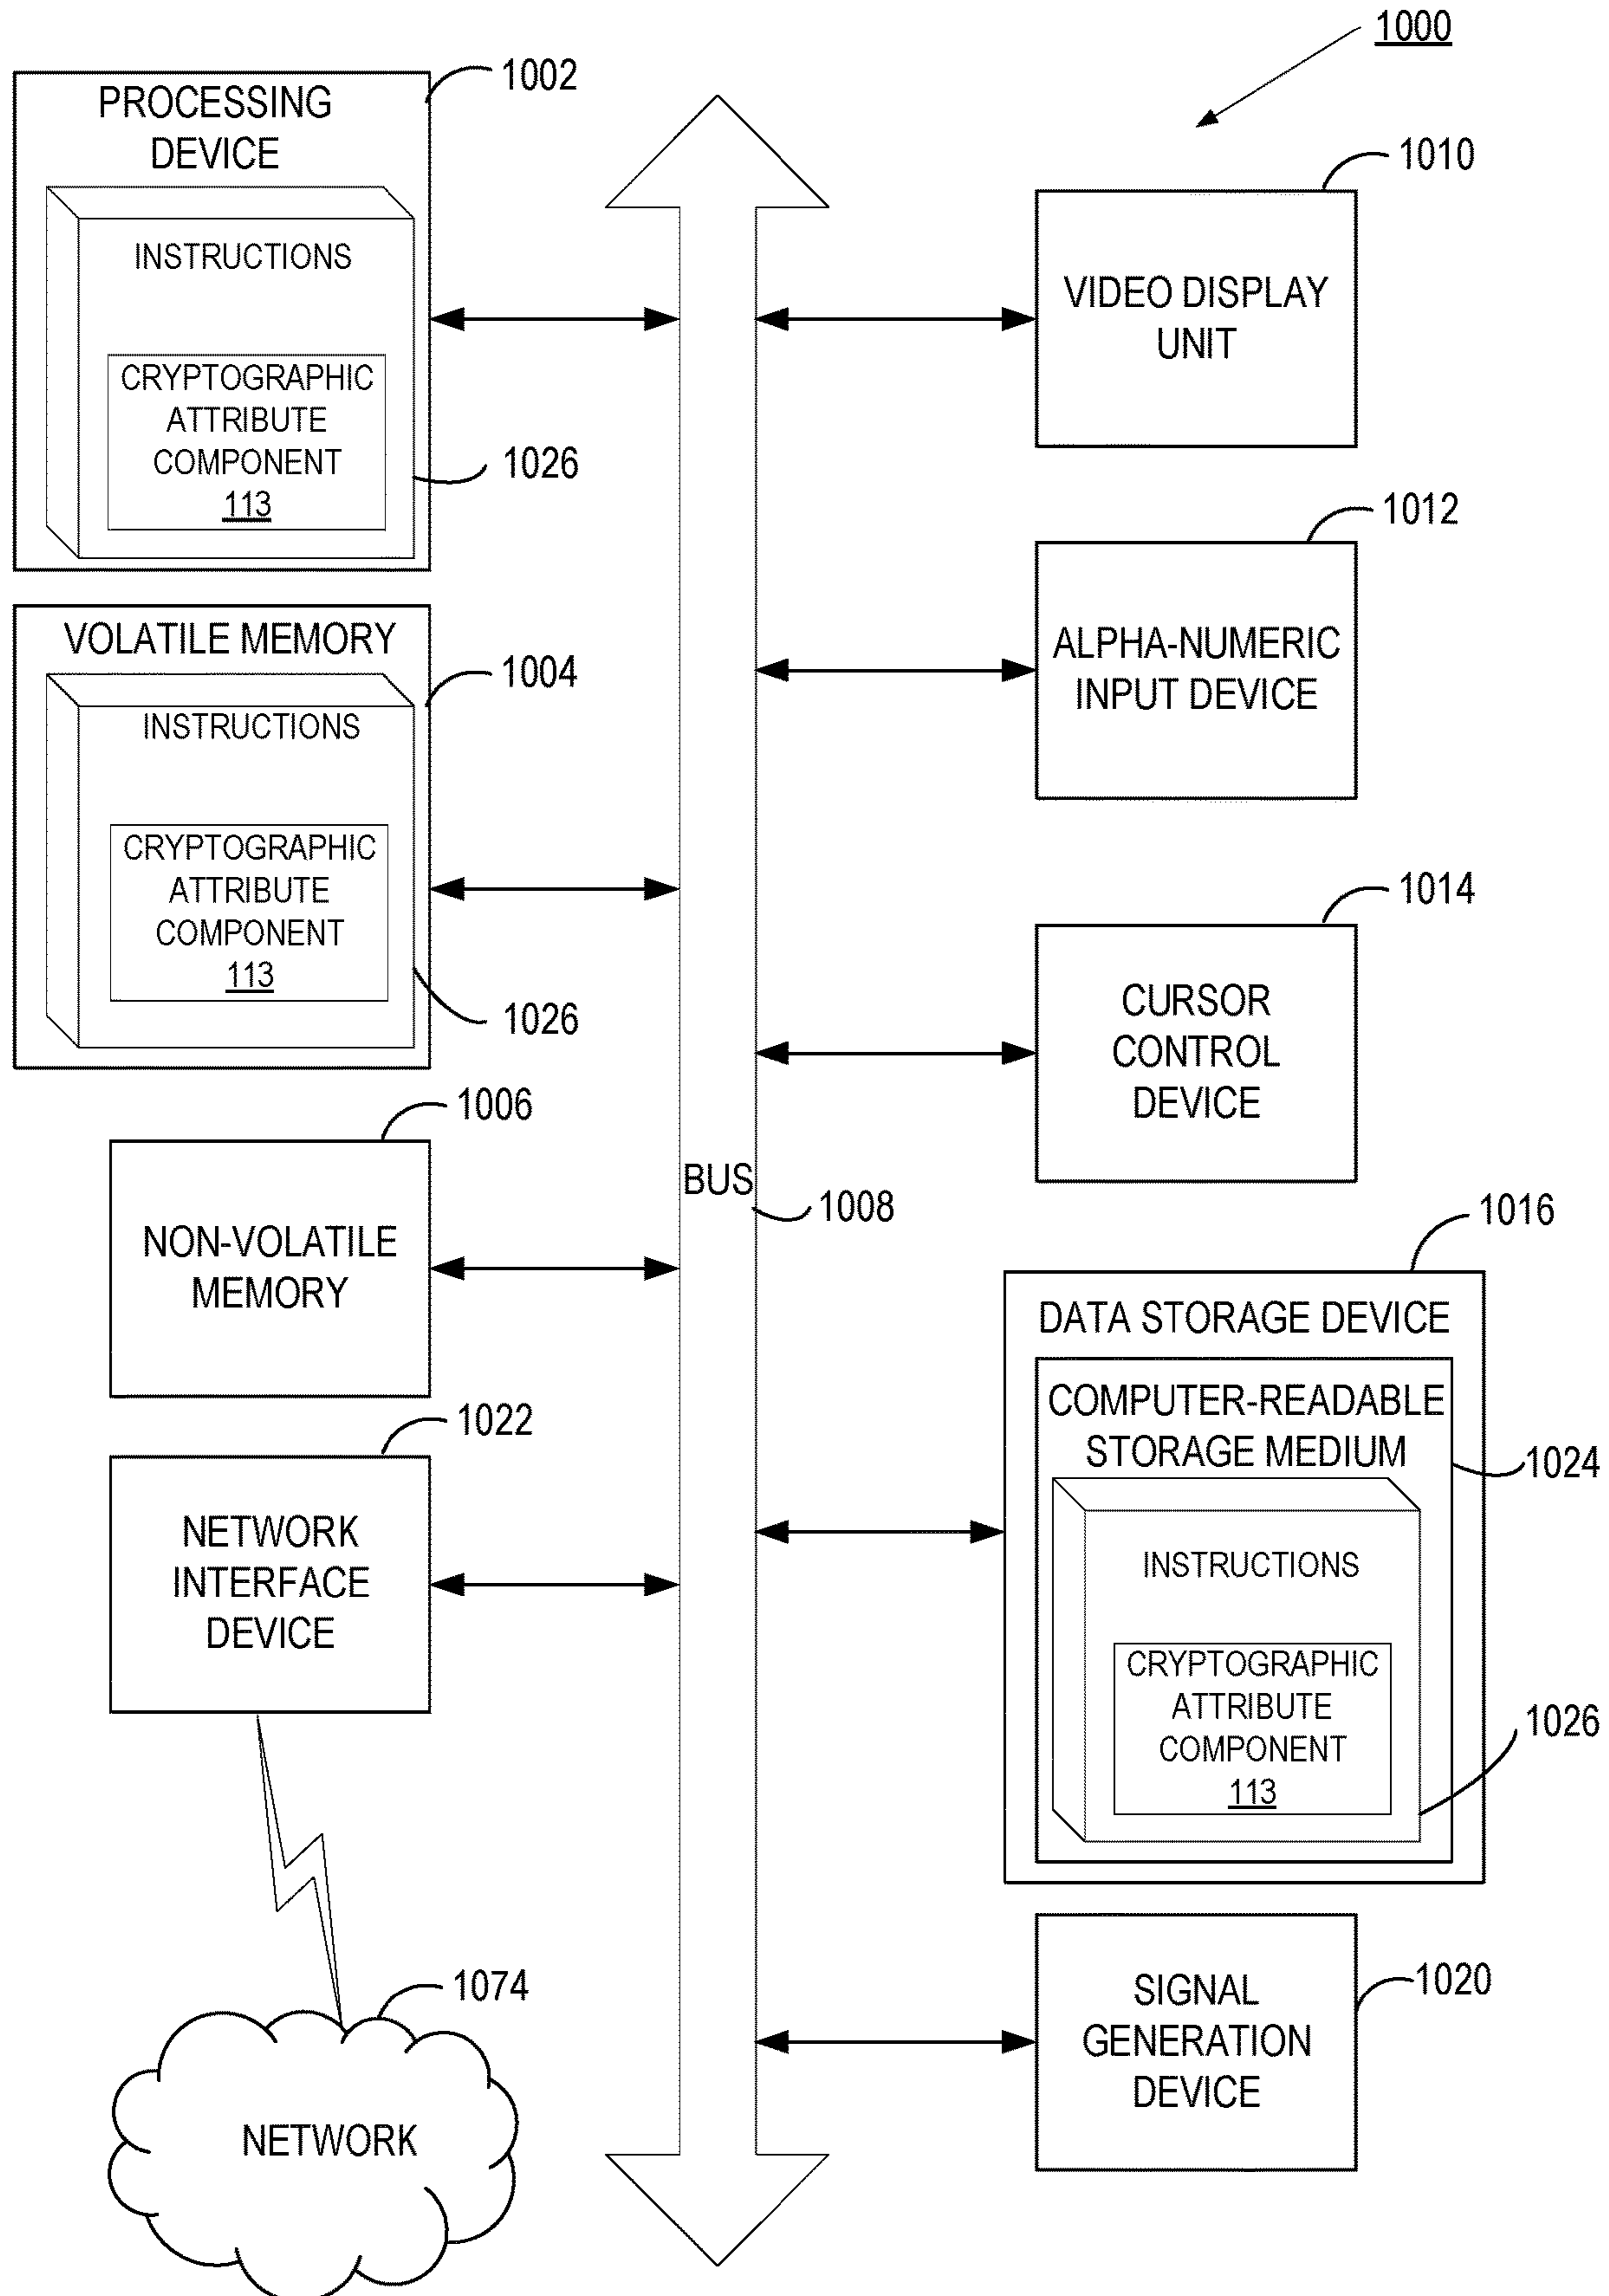 1000
1002
PROCESSING
DEVICE
INSTRUCTIONS
CRYPTOGRAPHIC
ATTRIBUTE
COMPONENT
113
1026
VOLATILE MEMORY
1004
INSTRUCTIONS
CRYPTOGRAPHIC
ATTRIBUTE
COMPONENT
113
1026
1006
NON-VOLATILE
MEMORY
1022
NETWORK
INTERFACE
DEVICE
1074
NETWORK
BUS
1008
1010
VIDEO DISPLAY
UNIT
1012
ALPHA-NUMERIC
INPUT DEVICE
1014
CURSOR
CONTROL
DEVICE
1016
DATA STORAGE DEVICE
COMPUTER-READABLE
STORAGE MEDIUM
1024
INSTRUCTIONS
CRYPTOGRAPHIC
ATTRIBUTE
COMPONENT
113
1026
SIGNAL
GENERATION
DEVICE
1020